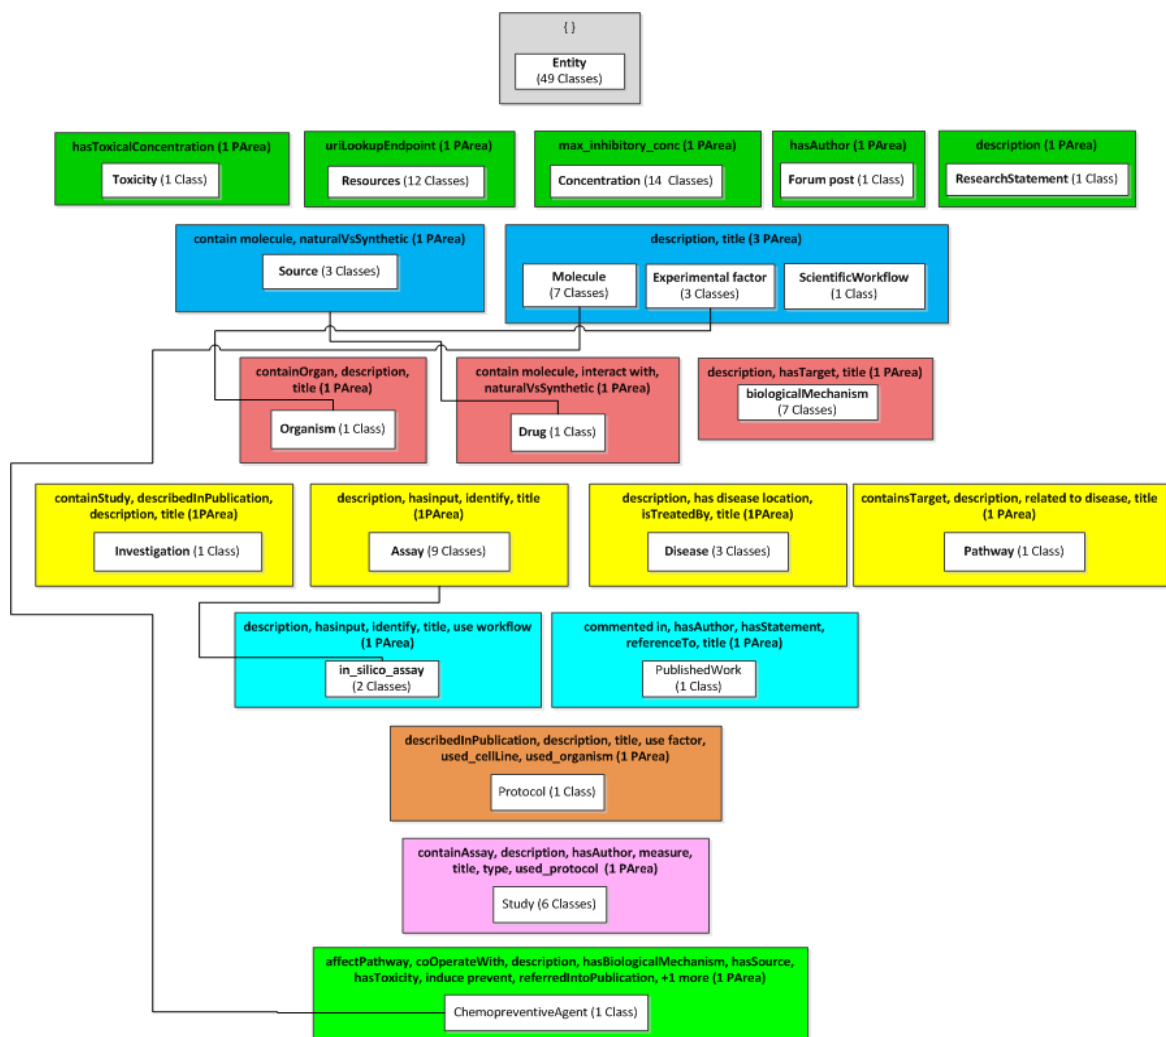 { }
Entity
(49 Classes)
hasToxicalConcentration (1 PArea)
Toxicity (1 Class)
uriLookupEndpoint (1 PArea)
Resources (12 Classes)
max_inhibitory_conc (1 PArea)
Concentration (14 Classes)
hasAuthor (1 PArea)
Forum post (1 Class)
description (1 PArea)
ResearchStatement (1 Class)
contain molecule, naturalVsSynthetic (1 PArea)
Source (3 Classes)
description, title (3 PArea)
Molecule
(7 Classes)
Experimental factor
(3 Classes)
ScientificWorkflow
(1 Class)
containOrgan, description,
title (1 PArea)
Organism (1 Class)
contain molecule, interact with,
naturalVsSynthetic (1 PArea)
Drug (1 Class)
description, hasTarget, title (1 PArea)
biologicalMechanism
(7 Classes)
containStudy, describedInPublication,
description, title (1PArea)
Investigation (1 Class)
description, hasinput, identify, title
(1PArea)
Assay (9 Classes)
description, has disease location,
isTreatedBy, title (1PArea)
Disease (3 Classes)
containsTarget, description, related to disease, title
(1 PArea)
Pathway (1 Class)
description, hasinput, identify, title, use workflow
(1 PArea)
in_silico_assay
(2 Classes)
commented in, hasAuthor, hasStatement,
referenceTo, title (1 PArea)
PublishedWork
(1 Class)
describedInPublication, description, title, use factor,
used_cellLine, used_organism (1 PArea)
Protocol (1 Class)
containAssay, description, hasAuthor, measure,
title, type, used_protocol (1 PArea)
Study (6 Classes)
affectPathway, coOperateWith, description, hasBiologicalMechanism, hasSource,
hasToxicity, induce prevent, referredIntoPublication, +1 more (1 PArea)
ChemopreventiveAgent (1 Class)